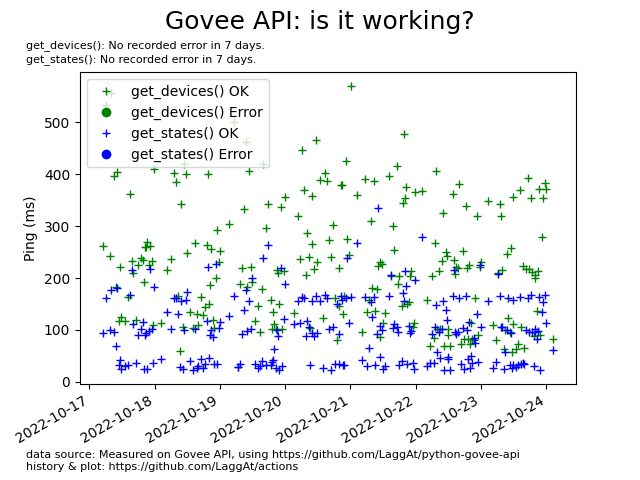 Govee API: is it working?
get_devices(): No recorded error in 7 days.
get_states(): No recorded error in 7 days.
get_devices() OK
get_devices() Error
get_states() OK
get_states() Error
Ping (ms)
500
400
300
200
100
0
2022-10-17
2022-10-18
2022-10-19
2022-10-20
2022-10-21
2022-10-22
2022-10-23
2022-10-24
data source: Measured on Govee API, using https://github.com/LaggAt/python-govee-api
history & plot: https://github.com/LaggAt/actions